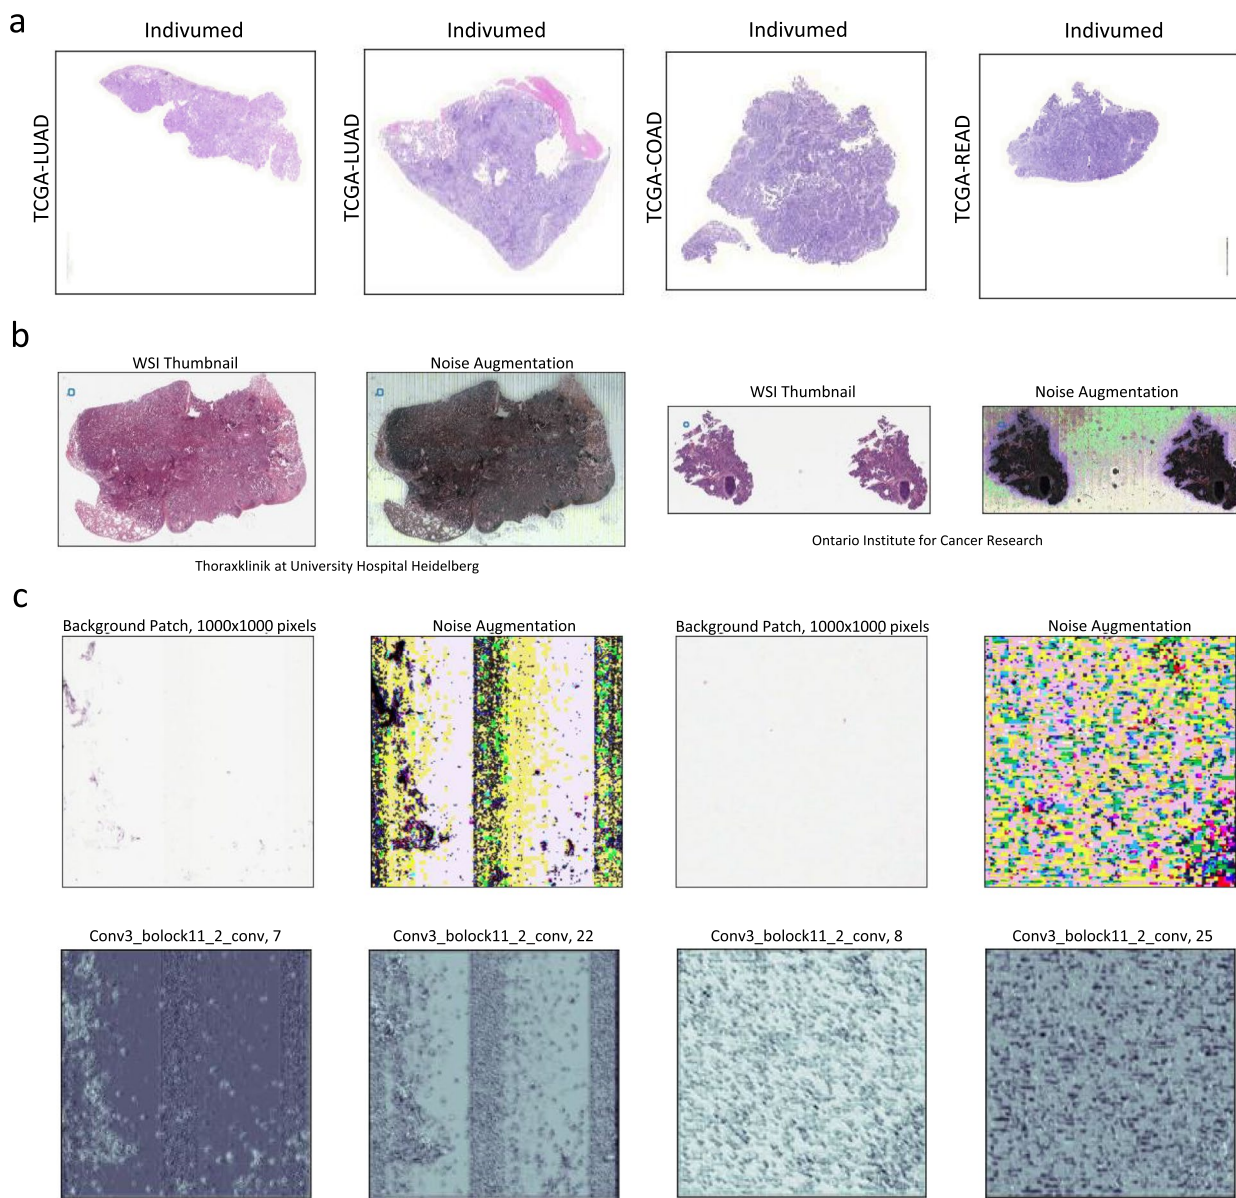 a
Indivumed
Indivumed
Indivumed
Indivumed
TCGA-LUAD
TCGA-LUAD
TCGA-COAD
TCGA-READ
b
WSI Thumbnail
Noise Augmentation
WSI Thumbnail
Noise Augmentation
Thoraxklinik at University Hospital Heidelberg
Ontario Institute for Cancer Research
c
Background Patch, 1000x1000 pixels
Noise Augmentation
Background Patch, 1000x1000 pixels
Noise Augmentation
Conv3_bolock11_2_conv, 7
Conv3_bolock11_2_conv, 22
Conv3_bolock11_2_conv, 8
Conv3_bolock11_2_conv, 25